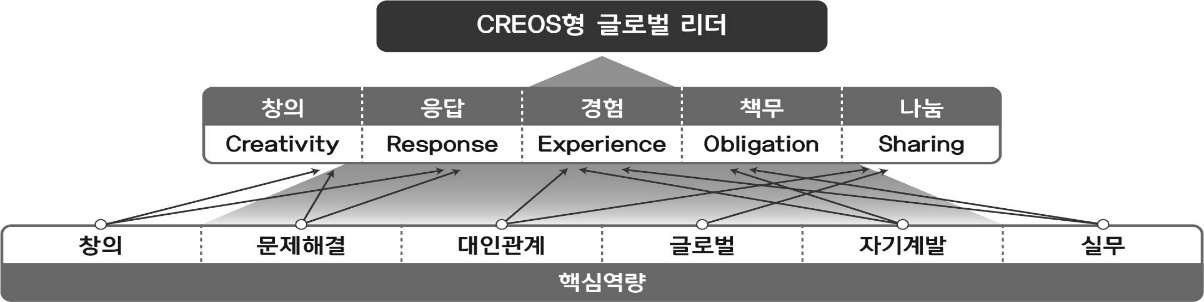 CREOS형 글로벌 리더
창의 응답 경험 책무 나눔
Creativity Response Experience Obligation Sharing
창의 문제해결 대인관계 글로벌 자기계발 실무
핵심역량